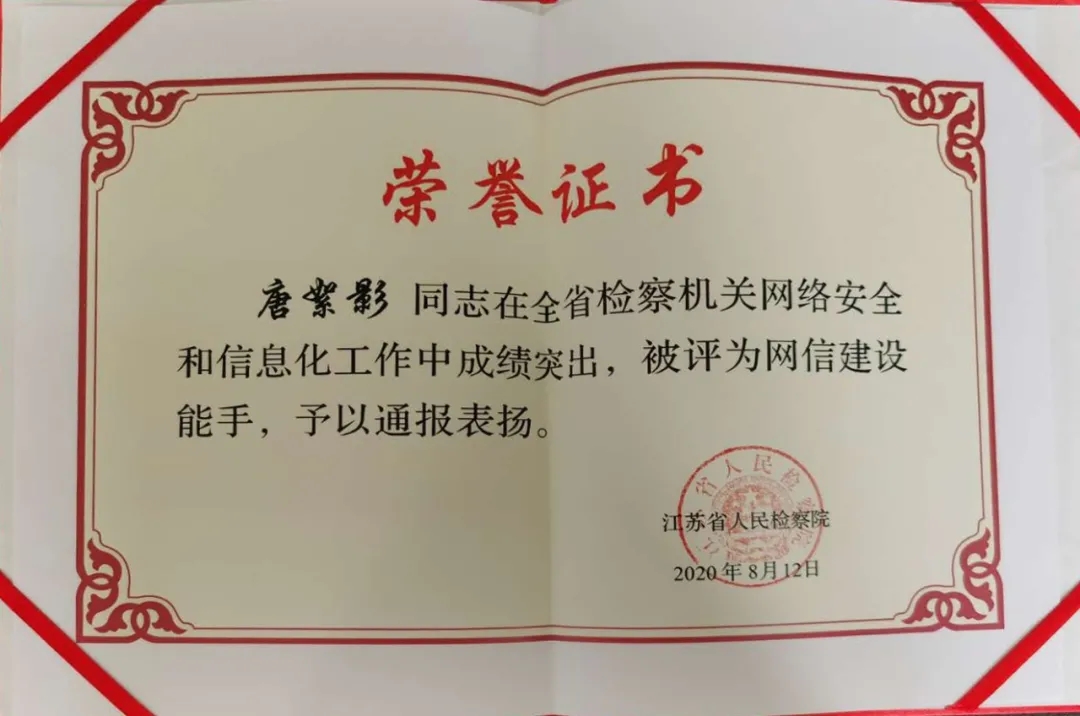 荣誉证书
唐絮影 同志在全省检察机关网络安全
和信息化工作中成绩突出，被评为网信建设
能手，予以通报表扬。
江苏省人民检察院
2020年8月12日